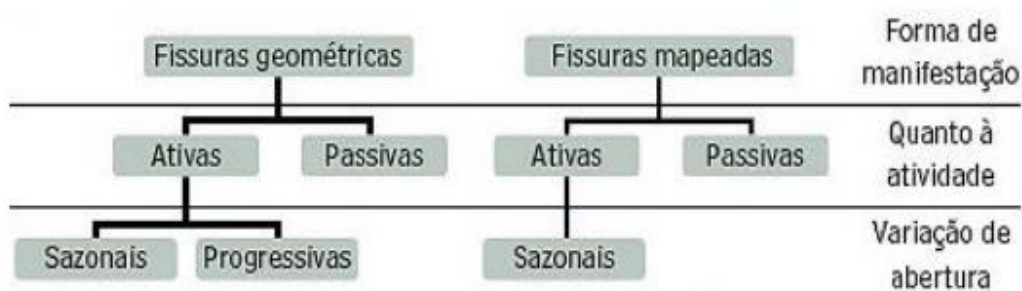 Fissuras geométricas
Fissuras mapeadas
Forma de
manifestação
Ativas
Passivas
Ativas
Passivas
Quanto à
atividade
Sazonais
Progressivas
Sazonais
Variação de
abertura